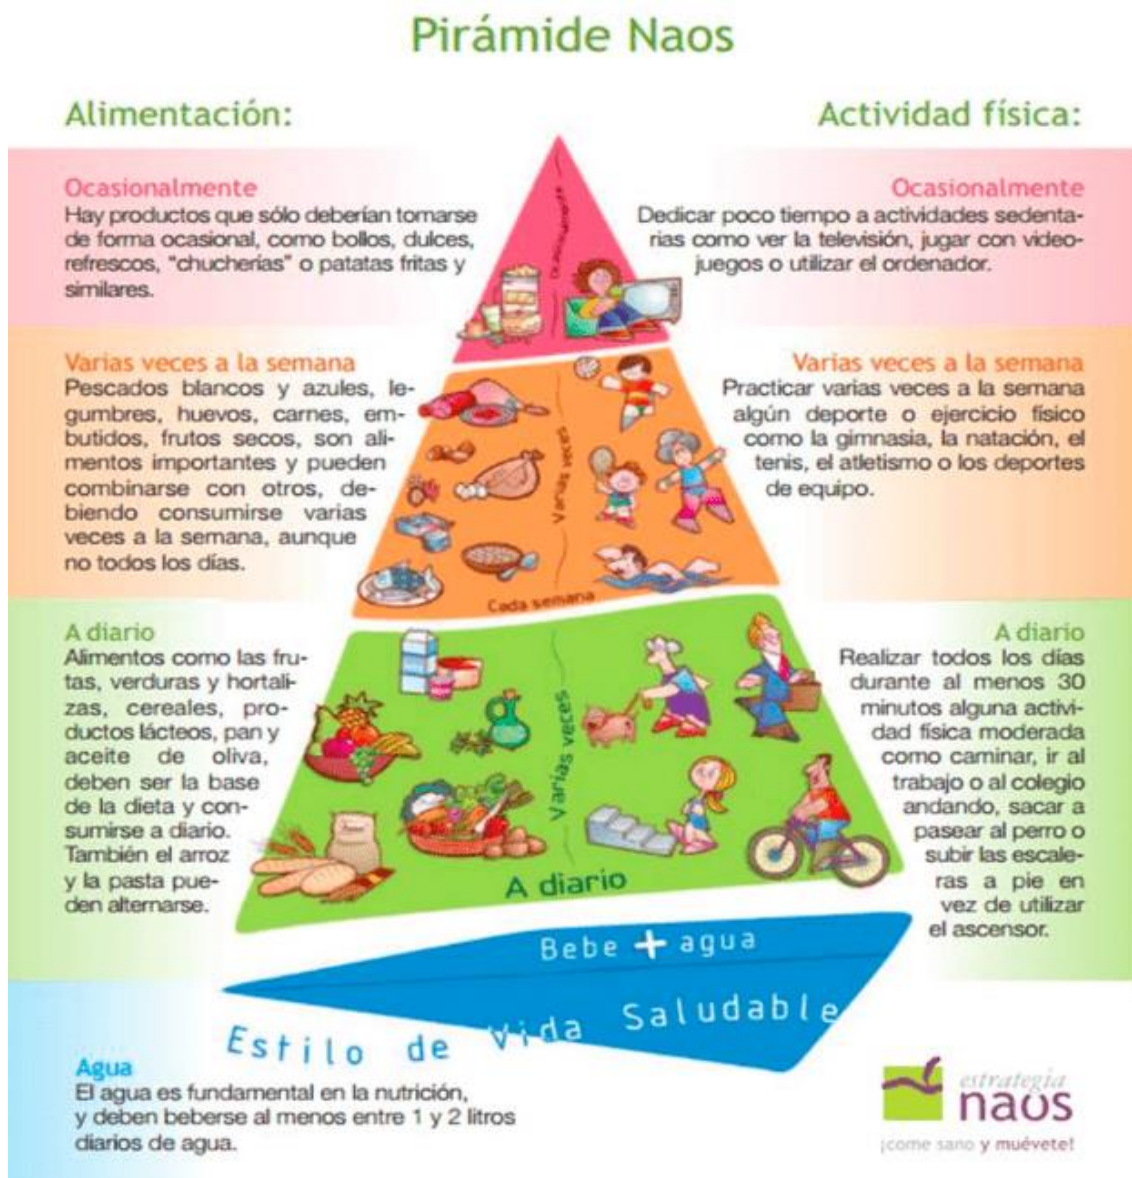 Pirámide Naos
Alimentación:
Actividad física:
Ocasionalmente
Hay productos que sólo deberían tomarse
de forma ocasional, como bollos, dulces,
refrescos, "chucherías" o patatas fritas y
similares.
Ocasionalmente
Dedicar poco tiempo a actividades sedenta-
rias como ver la televisión, jugar con video-
juegos o utilizar el ordenador.
Ocasionalmente
Varias veces a la semana
Pescados blancos y azules, le-
gumbres, huevos, carnes, em-
butidos, frutos secos, son ali-
mentos importantes y pueden
combinarse con otros, de-
biendo consumirse varias
veces a la semana, aunque
no todos los días.
Varias veces a la semana
Practicar varias veces a la semana
algún deporte o ejercicio físico
como la gimnasia, la natación, el
tenis, el atletismo o los deportes
de equipo.
Varias veces
Cada semana
A diario
Alimentos como las fru-
tas, verduras y hortali-
zas, cereales, pro-
ductos lácteos, pan y
aceite de oliva,
deben ser la base
de la dieta y con-
sumirse a diario.
También el arroz
y la pasta pue-
den alternarse.
A diario
Realizar todos los días
durante al menos 30
minutos alguna activi-
dad física moderada
como caminar, ir al
trabajo o al colegio
andando, sacar a
pasear al perro o
subir las escale-
ras a pie en
vez de utilizar
el ascensor.
Varias veces
A diario
Bebe + agua
Estilo de Vida Saludable
Agua
El agua es fundamental en la nutrición,
y deben beberse al menos entre 1 y 2 litros
diarios de agua.
estrategia
naos
¡come sano y muévete!